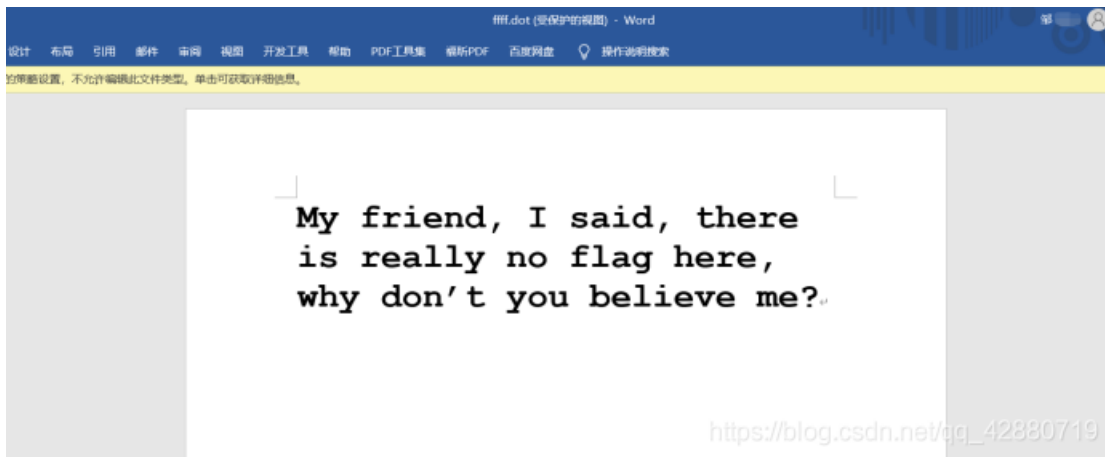 ffff.dot (受保护的视图) - Word
邹
设计 布局 引用 邮件 审阅 视图 开发工具 帮助 PDF工具集 福昕PDF 百度网盘 操作说明搜索
的策略设置，不允许编辑此文件类型。单击可获取详细信息。
My friend, I said, there
is really no flag here,
why don’t you believe me?
https://blog.csdn.net/qq_42880719